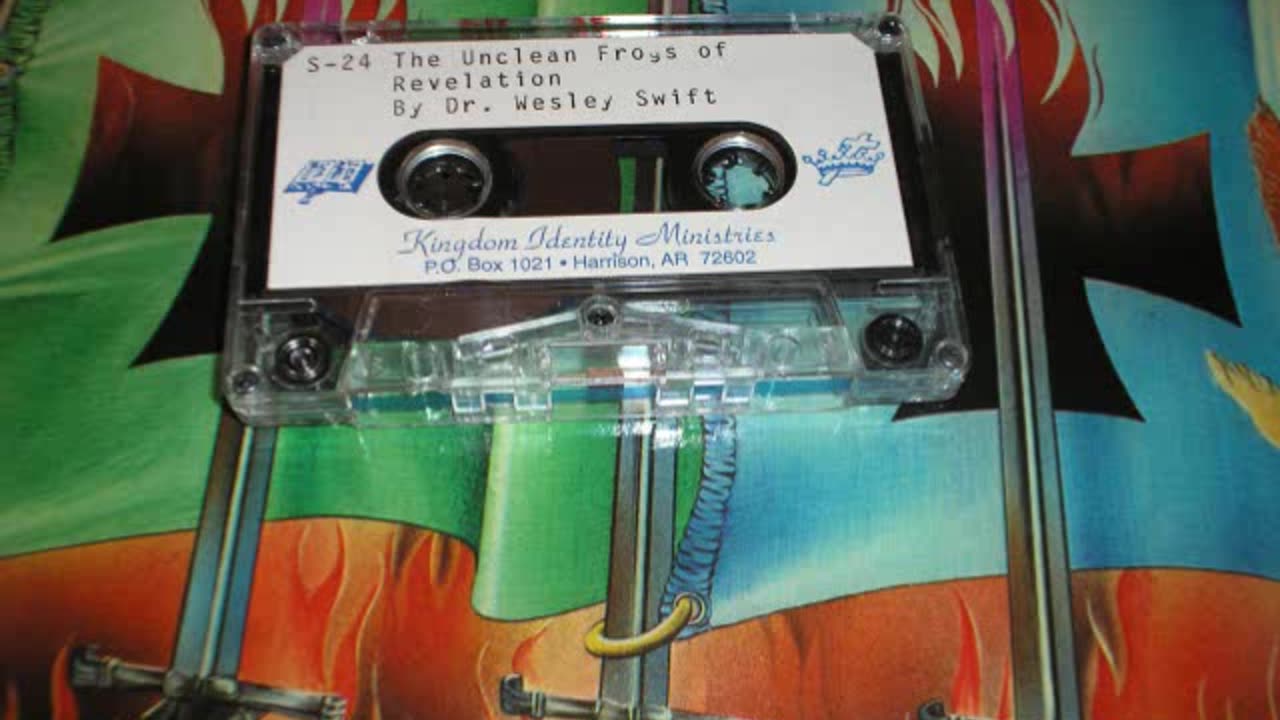 S-24 The Unclean Frogs of
Revelation
By Dr. Wesley Swift
Kingdom Identity Ministries
P.O. Box 1021 • Harrison, AR 72602